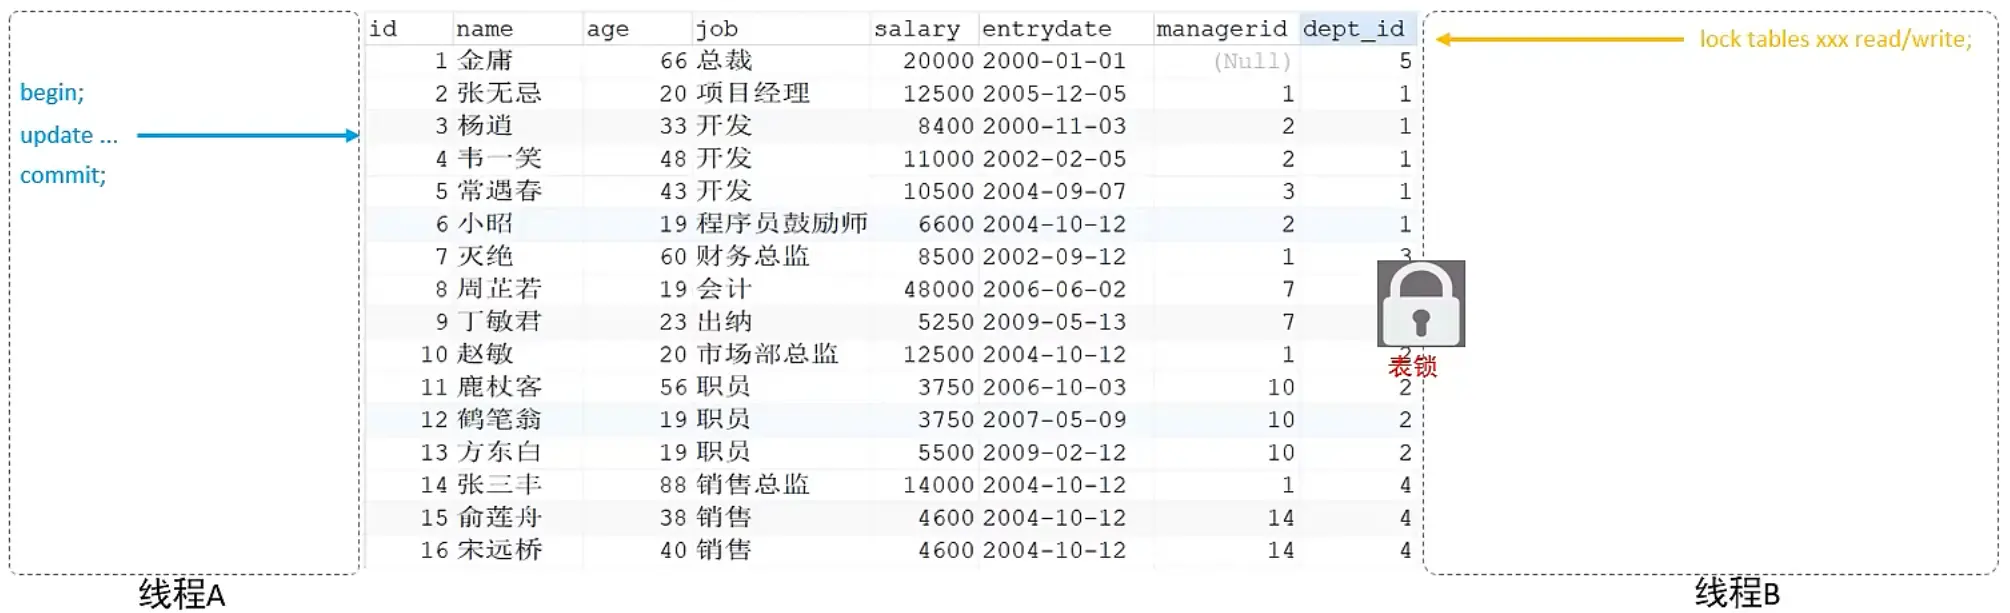 begin;
update ...
commit;
线程A
id name age job salary entrydate managerid dept_id
1 金庸 66 总裁 20000 2000-01-01 (Null) 5
2 张无忌 20 项目经理 12500 2005-12-05 1 1
3 杨逍 33 开发 8400 2000-11-03 2 1
4 韦一笑 48 开发 11000 2002-02-05 2 1
5 常遇春 43 开发 10500 2004-09-07 3 1
6 小昭 19 程序员鼓励师 6600 2004-10-12 2 1
7 灭绝 60 财务总监 8500 2002-09-12 1 3
8 周芷若 19 会计 48000 2006-06-02 7
9 丁敏君 23 出纳 5250 2009-05-13 7
10 赵敏 20 市场部总监 12500 2004-10-12 1 2
11 鹿杖客 56 职员 3750 2006-10-03 10 2
12 鹤笔翁 19 职员 3750 2007-05-09 10 2
13 方东白 19 职员 5500 2009-02-12 10 2
14 张三丰 88 销售总监 14000 2004-10-12 1 4
15 俞莲舟 38 销售 4600 2004-10-12 14 4
16 宋远桥 40 销售 4600 2004-10-12 14 4
表锁
lock tables xxx read/write;
线程B